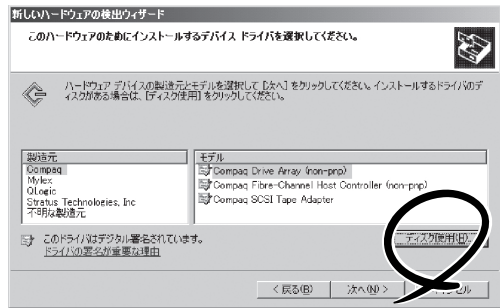 新しいハードウェアの検出ウィザード
このハードウェアのためにインストールするデバイス ドライバを選択してください。
ハードウェア デバイスの製造元とモデルを選択して [次へ] をクリックしてください。インストールするドライバのデ
ィスクがある場合は、[ディスク使用] をクリックしてください。
製造元
Compaq
Mylex
QLogic
Stratus Technologies, Inc
不明な製造元
モデル
Compaq Drive Array (non-pnp)
Compaq Fibre-Channel Host Controller (non-pnp)
Compaq SCSI Tape Adapter
このドライバはデジタル署名されています。
ドライバの署名が重要な理由
ディスク使用(H)...
< 戻る(B)
次へ(N) >